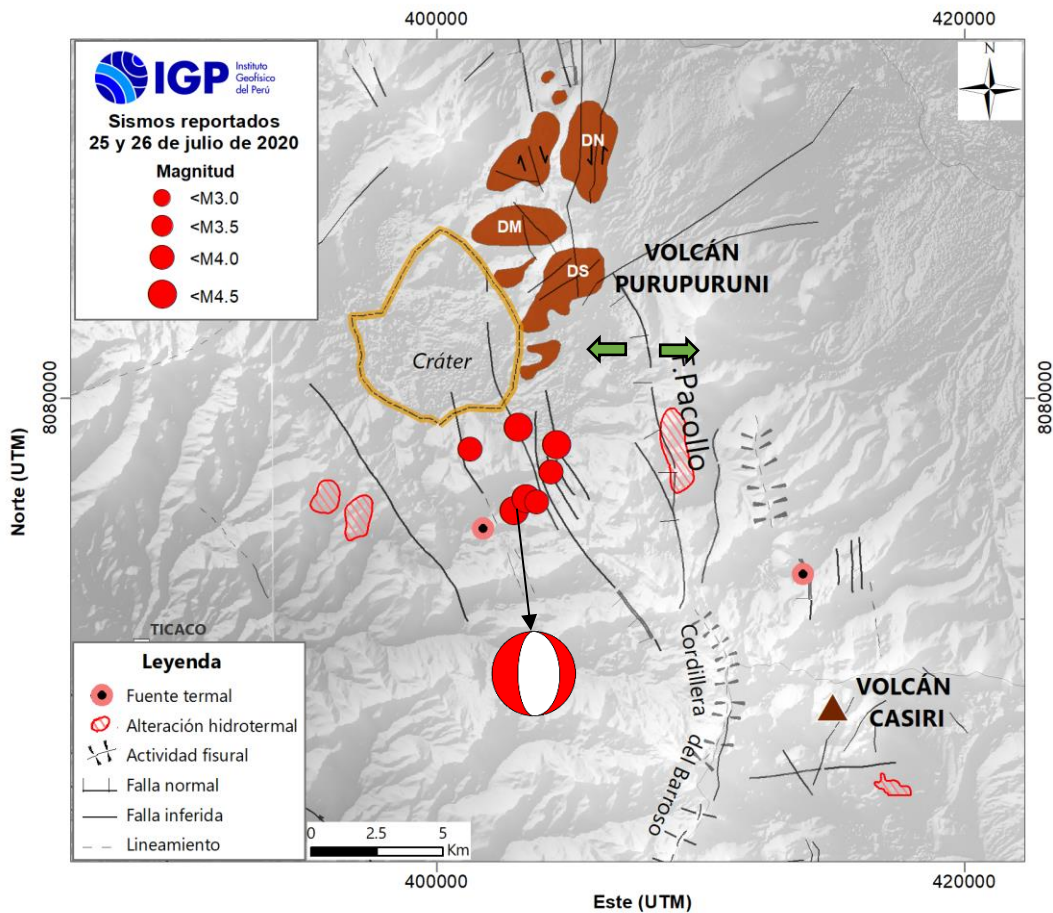 400000
420000
IGP
Instituto
Geofísico
del Perú
Sismos reportados
25 y 26 de julio de 2020
Magnitud
<M3.0
<M3.5
<M4.0
<M4.5
N
DN
DM
DS
VOLCÁN
PURUPURUNI
Cráter
F.Pacollo
8080000
8080000
Norte (UTM)
TICACO
Leyenda
Fuente termal
Alteración hidrotermal
Actividad fisural
Falla normal
Falla inferida
Lineamiento
Cordillera
del Barroso
VOLCÁN
CASIRI
0 2.5 5
Km
400000
420000
Este (UTM)